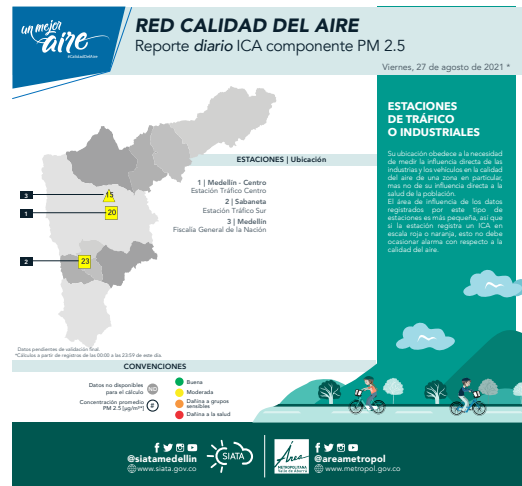 un mejor
aire
#CalidadDelAire
RED CALIDAD DEL AIRE
Reporte diario ICA componente PM 2.5
Viernes, 27 de agosto de 2021 *
ESTACIONES
DE TRÁFICO
O INDUSTRIALES
Su ubicación obedece a la necesidad
de medir la influencia directa de las
industrias y los vehículos en la calidad
del aire de una zona en particular,
mas no de su influencia directa a la
salud de la población.
El área de influencia de los datos
registrados por este tipo de
estaciones es más pequeña, así que
si la estación registra un ICA en
escala roja o naranja, esto no debe
ocasionar alarma con respecto a la
calidad del aire.
ESTACIONES | Ubicación
1 | Medellín - Centro
Estación Tráfico Centro
2 | Sabaneta
Estación Tráfico Sur
3 | Medellín
Fiscalía General de la Nación
3
15
1
20
2
23
Datos pendientes de validación final.
*Cálculos a partir de registros de las 00:00 a las 23:59 de este día.
CONVENCIONES
Datos no disponibles
para el cálculo
ND
Concentración promedio
PM 2.5 [µg/m³*]
#
Buena
Moderada
Dañina a grupos
sensibles
Dañina a la salud
@siatamedellin
www.siata.gov.co
SIATA
Área
METROPOLITANA
Valle de Aburrá
@areametropol
www.metropol.gov.co